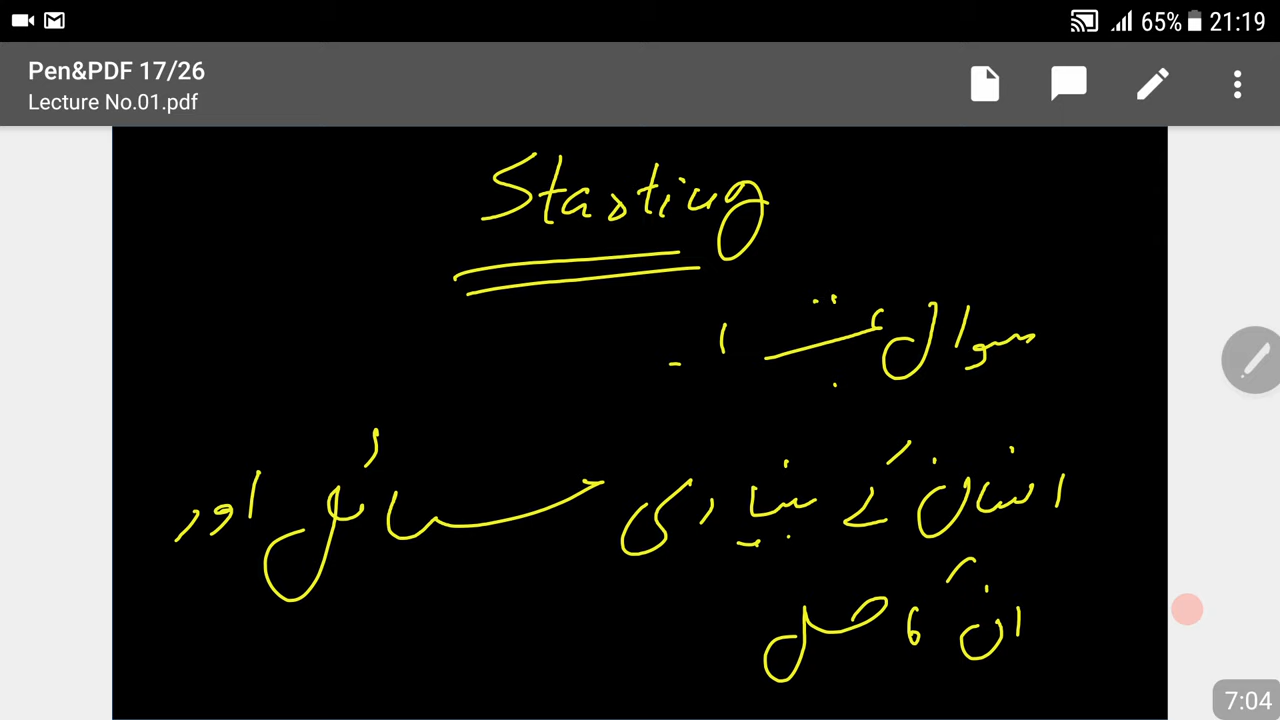 65% 21:19
Pen&PDF 17/26
Lecture No.01.pdf
Starting
سوال نمبر ۱ ۔
انسان کے بنیادی مسائل اور
ان کا حل
7:04